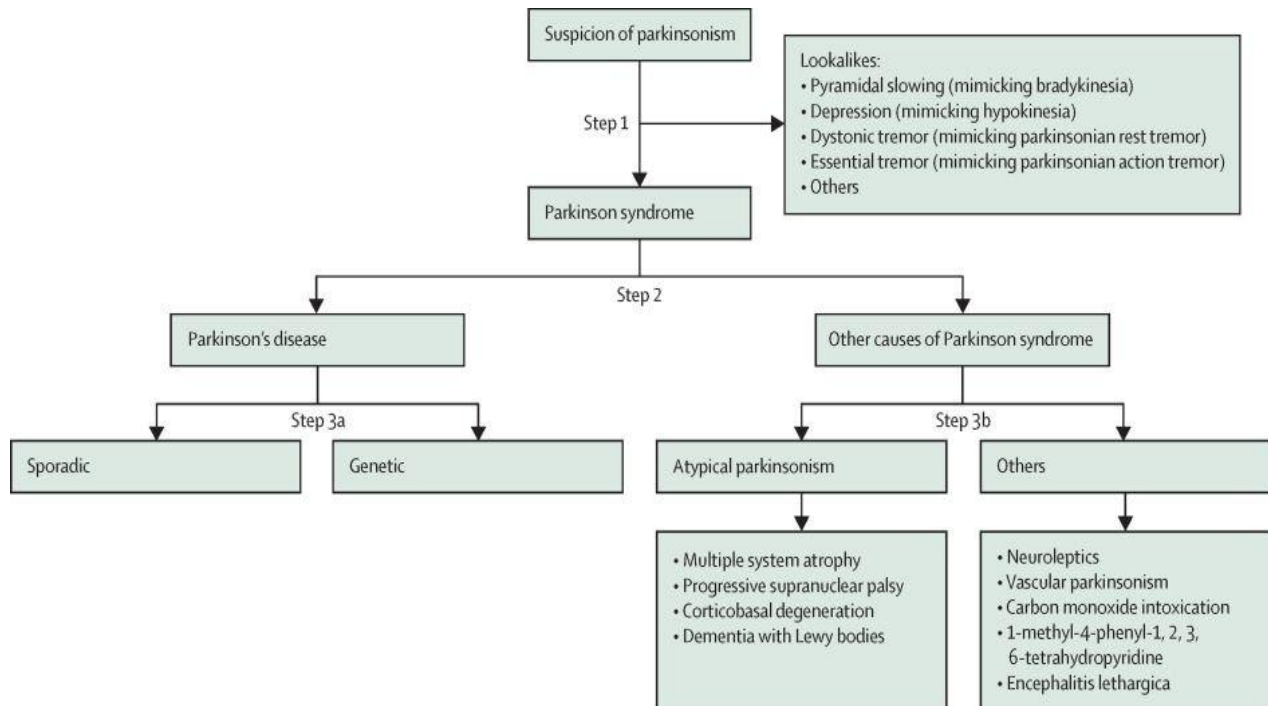 Suspicion of parkinsonism
Lookalikes:
• Pyramidal slowing (mimicking bradykinesia)
• Depression (mimicking hypokinesia)
• Dystonic tremor (mimicking parkinsonian rest tremor)
• Essential tremor (mimicking parkinsonian action tremor)
• Others
Step 1
Parkinson syndrome
Step 2
Parkinson's disease
Other causes of Parkinson syndrome
Step 3a
Step 3b
Sporadic
Genetic
Atypical parkinsonism
Others
• Multiple system atrophy
• Progressive supranuclear palsy
• Corticobasal degeneration
• Dementia with Lewy bodies
• Neuroleptics
• Vascular parkinsonism
• Carbon monoxide intoxication
• 1-methyl-4-phenyl-1, 2, 3,
6-tetrahydropyridine
• Encephalitis lethargica